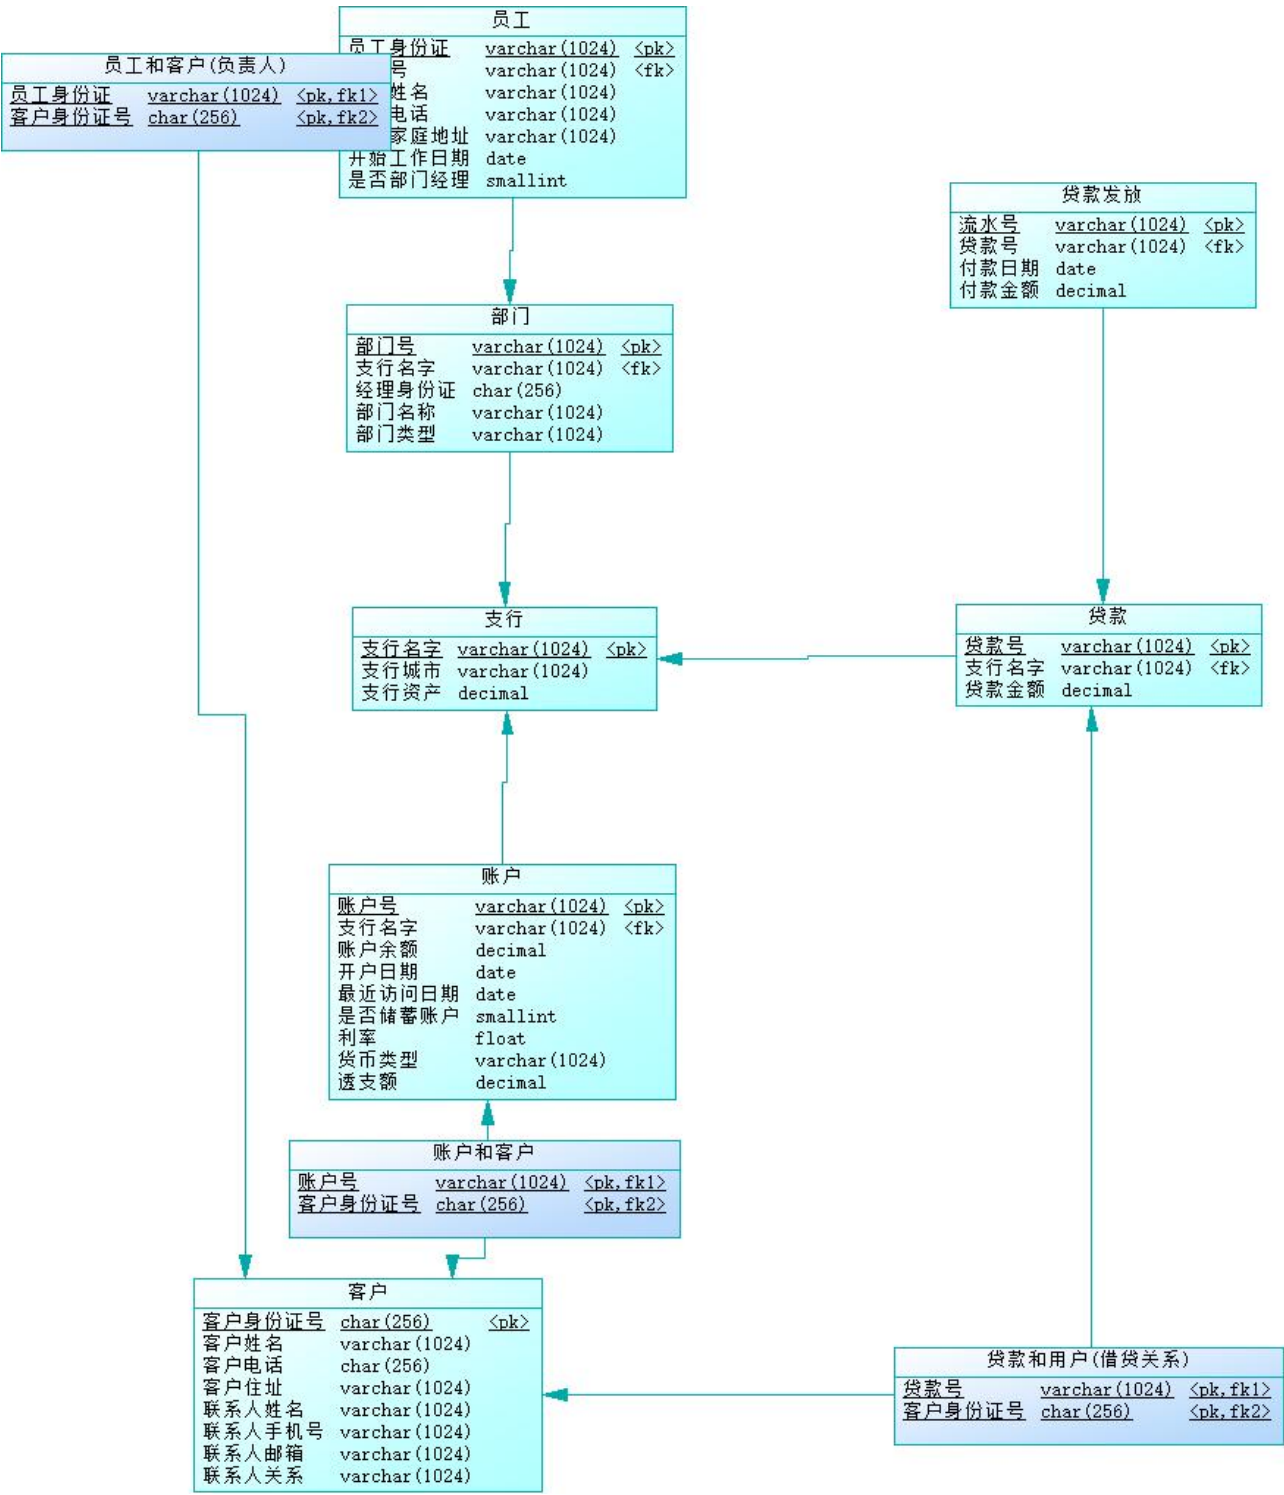 员工
员工身份证 varchar(1024) <pk>
号 varchar(1024) <fk>
姓名 varchar(1024)
电话 varchar(1024)
家庭地址 varchar(1024)
开始工作日期 date
是否部门经理 smallint
员工和客户(负责人)
员工身份证 varchar(1024) <pk,fk1>
客户身份证号 char(256) <pk,fk2>
贷款发放
流水号 varchar(1024) <pk>
贷款号 varchar(1024) <fk>
付款日期 date
付款金额 decimal
部门
部门号 varchar(1024) <pk>
支行名字 varchar(1024) <fk>
经理身份证 char(256)
部门名称 varchar(1024)
部门类型 varchar(1024)
支行
支行名字 varchar(1024) <pk>
支行城市 varchar(1024)
支行资产 decimal
贷款
贷款号 varchar(1024) <pk>
支行名字 varchar(1024) <fk>
贷款金额 decimal
账户
账户号 varchar(1024) <pk>
支行名字 varchar(1024) <fk>
账户余额 decimal
开户日期 date
最近访问日期 date
是否储蓄账户 smallint
利率 float
货币类型 varchar(1024)
透支额 decimal
账户和客户
账户号 varchar(1024) <pk,fk1>
客户身份证号 char(256) <pk,fk2>
客户
客户身份证号 char(256) <pk>
客户姓名 varchar(1024)
客户电话 char(256)
客户住址 varchar(1024)
联系人姓名 varchar(1024)
联系人手机号 varchar(1024)
联系人邮箱 varchar(1024)
联系人关系 varchar(1024)
贷款和用户(借贷关系)
贷款号 varchar(1024) <pk,fk1>
客户身份证号 char(256) <pk,fk2>